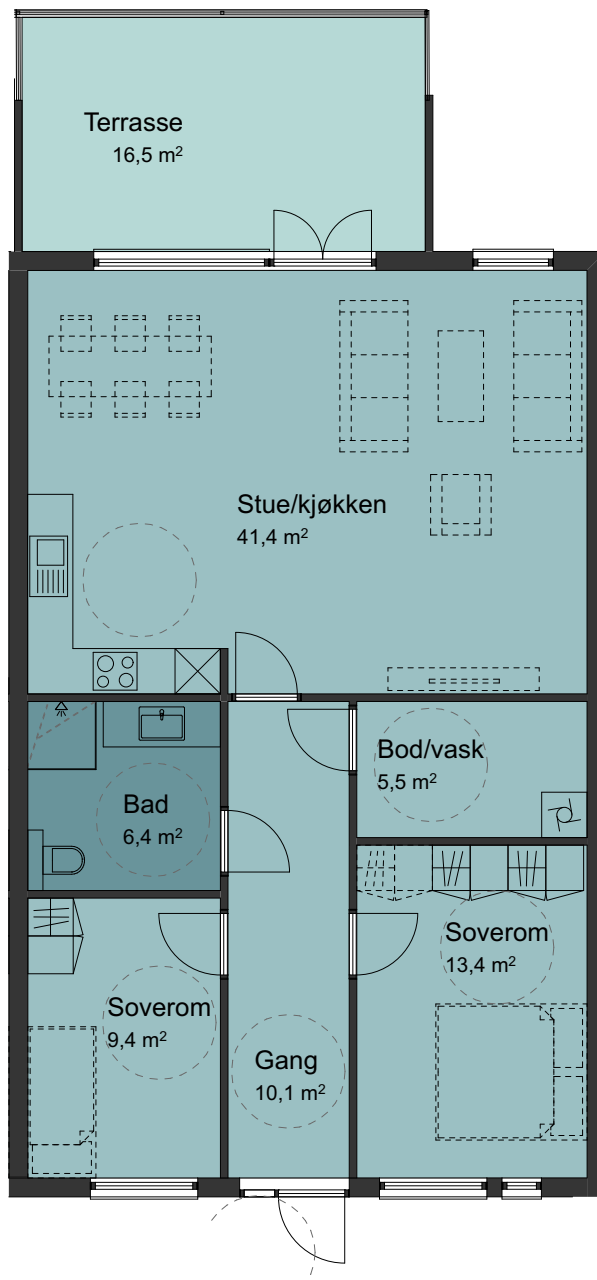 Terrasse
16,5 m²
Stue/kjøkken
41,4 m²
Bod/vask
5,5 m²
Bad
6,4 m²
Soverom
13,4 m²
Soverom
9,4 m²
Gang
10,1 m²